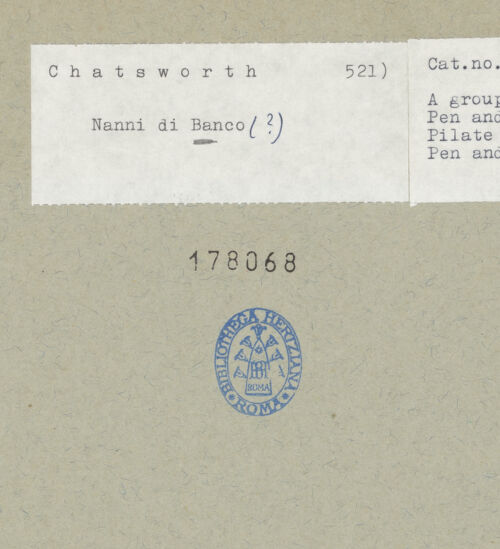 Chatsworth 521)
Nanni di Banco (?)
Cat.no.
A group
Pen and
Pilate
Pen and
178068
BIBLIOTHECA HERTZIANA
ROMA
* ROMA *